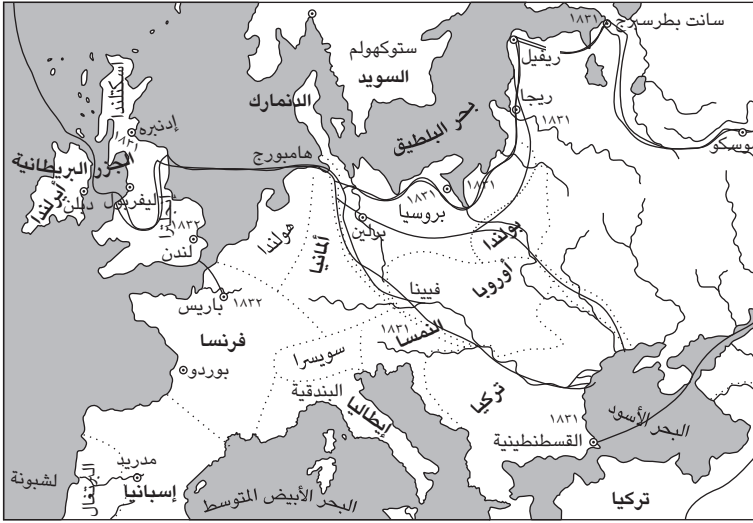 سانت بطرسبرج
١٨٣١
ستوكهولم
السويد
ريفيل
ريجا
١٨٣١
موسكو
اسكتلندا
إدنبره
الدنمارك
بحر البلطيق
هامبورج
الجزر البريطانية
أيرلندا
دبلن
ليفربول
١٨٣٢
لندن
هولندا
ألمانيا
برلين
بروسيا
١٨٣١
١٨٣١
بولندا
أوروبا
باريس
١٨٣٢
فرنسا
فيينا
١٨٣١
النمسا
سويسرا
بوردو
البندقية
إيطاليا
تركيا
١٨٣١
القسطنطينية
البحر الأسود
لشبونة
البرتغال
مدريد
إسبانيا
البحر الأبيض المتوسط
تركيا